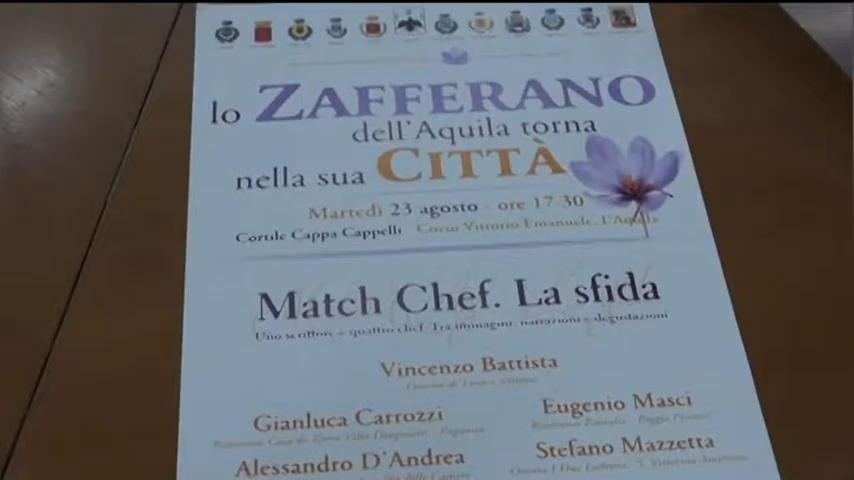 lo ZAFFERANO
dell'Aquila torna
nella sua CITTÀ
Martedì 23 agosto - ore 17.30
Cortile Cappa Cappelli Corso Vittorio Emanuele, L'Aquila
Match Chef. La sfida
Uno scrittore e quattro chef. Tra immagini, narrazioni e degustazioni
Vincenzo Battista
Gianluca Carrozzi
Eugenio Masci
Alessandro D'Andrea
Stefano Mazzetta